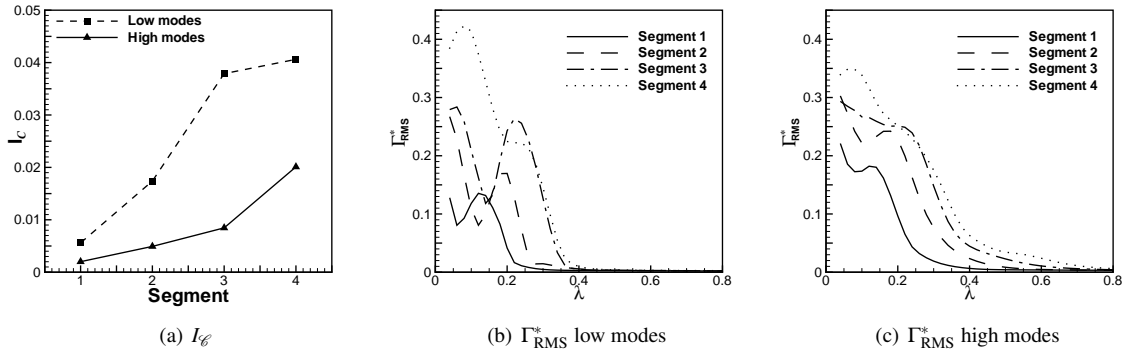 0.05
0.04
0.03
0.02
0.01
0
I_C
Low modes
High modes
1 2 3 4
Segment
(a) I_𝒞
0.4
0.3
0.2
0.1
0
Γ*_RMS
Segment 1
Segment 2
Segment 3
Segment 4
0 0.2 0.4 0.6 0.8
λ̂
(b) Γ*_RMS low modes
0.4
0.3
0.2
0.1
0
Γ*_RMS
Segment 1
Segment 2
Segment 3
Segment 4
0 0.2 0.4 0.6 0.8
λ̂
(c) Γ*_RMS high modes